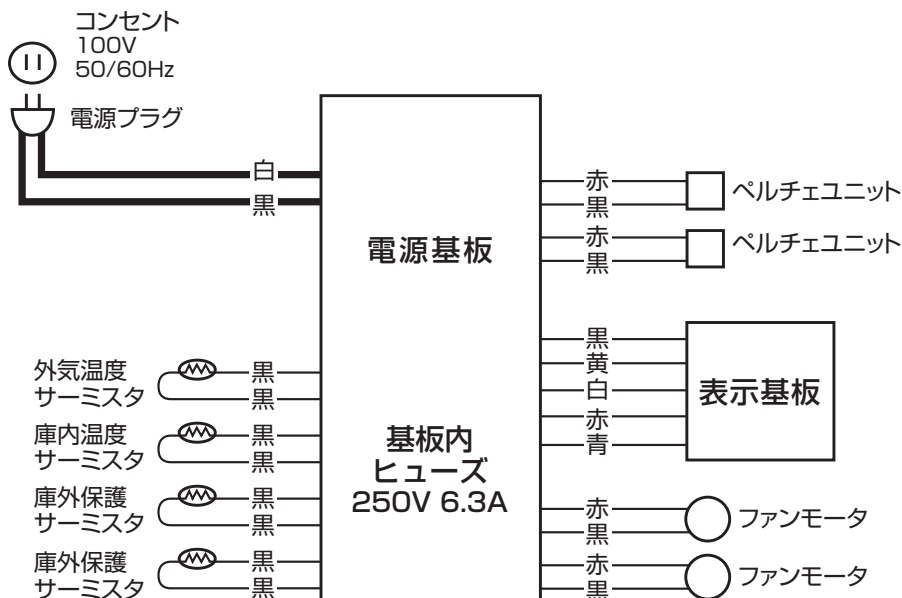 コンセント
100V
50/60Hz
電源プラグ
白
黒
電源基板
赤
黒
ペルチェユニット
赤
黒
ペルチェユニット
外気温度
サーミスタ
黒
黒
庫内温度
サーミスタ
黒
黒
庫外保護
サーミスタ
黒
黒
庫外保護
サーミスタ
黒
黒
基板内
ヒューズ
250V 6.3A
黒
黄
白
赤
青
表示基板
赤
黒
ファンモータ
赤
黒
ファンモータ